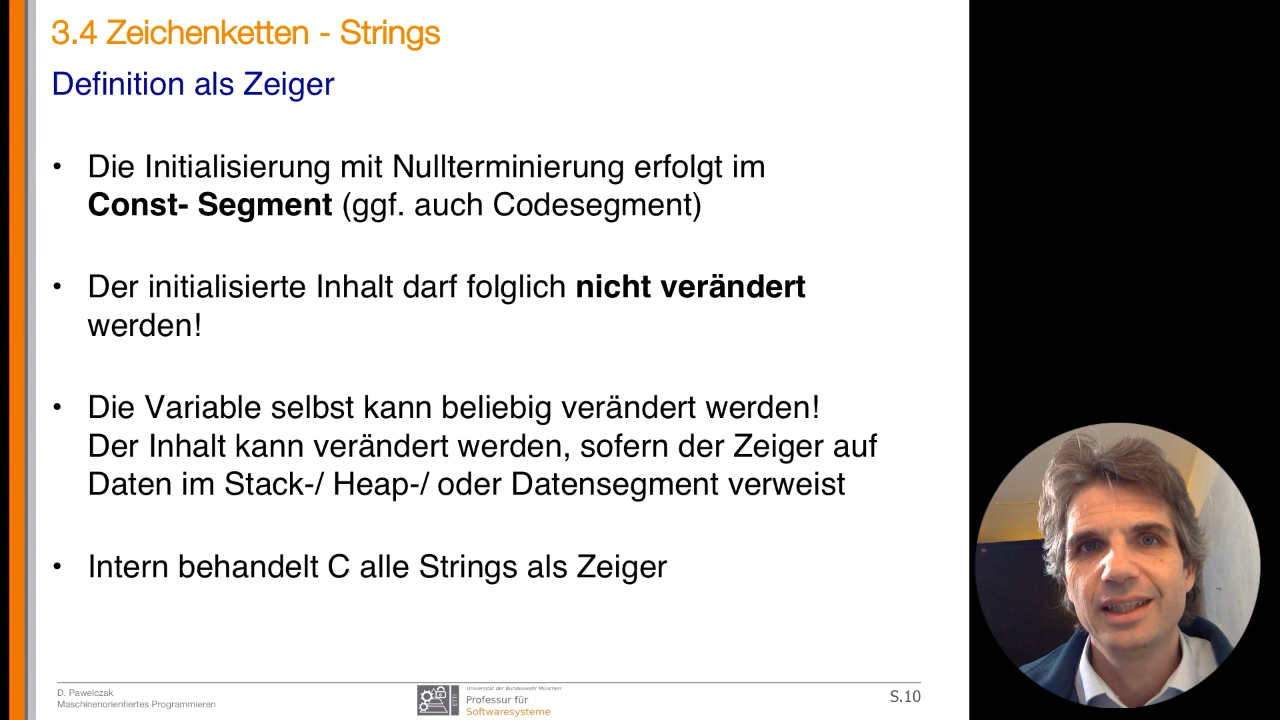 3.4 Zeichenketten - Strings
Definition als Zeiger
• Die Initialisierung mit Nullterminierung erfolgt im
Const- Segment (ggf. auch Codesegment)
• Der initialisierte Inhalt darf folglich nicht verändert
werden!
• Die Variable selbst kann beliebig verändert werden!
Der Inhalt kann verändert werden, sofern der Zeiger auf
Daten im Stack-/ Heap-/ oder Datensegment verweist
• Intern behandelt C alle Strings als Zeiger
D. Pawelczak
Maschinenorientiertes Programmieren
ETTI
Universität der Bundeswehr München
Professur für
Softwaresysteme
S.10